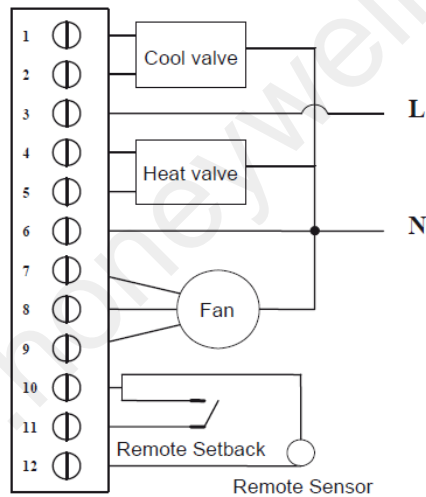 1
Cool valve
2
3
L
4
Heat valve
5
6
N
7
8
Fan
9
10
11
Remote Setback
12
Remote Sensor
.honeywell